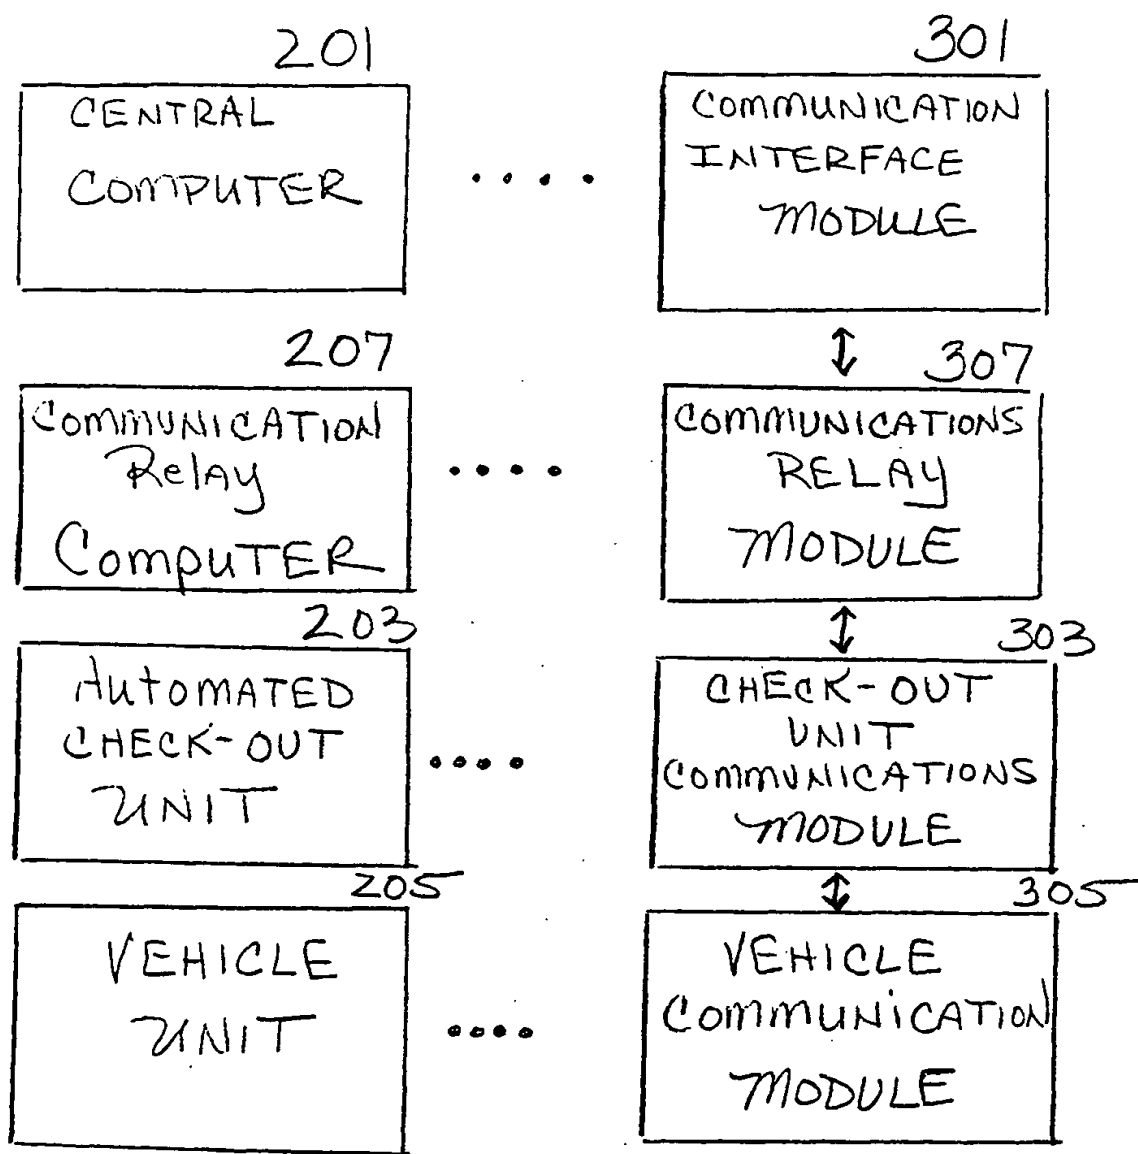 201
CENTRAL
COMPUTER
301
COMMUNICATION
INTERFACE
MODULE
207
COMMUNICATION
Relay
COMPUTER
307
COMMUNICATIONS
RELAY
MODULE
203
AUTOMATED
CHECK-OUT
UNIT
303
CHECK-OUT
UNIT
COMMUNICATIONS
MODULE
205
VEHICLE
UNIT
305
VEHICLE
COMMUNICATION
MODULE